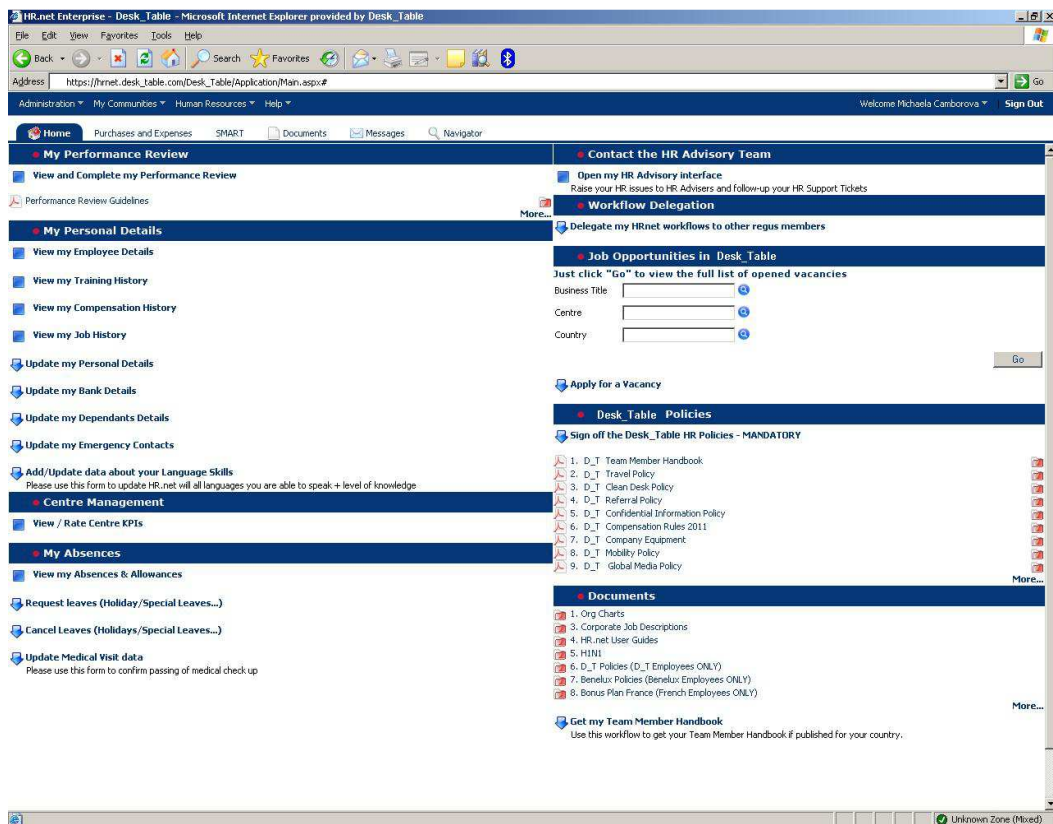 HR.net Enterprise - Desk_Table - Microsoft Internet Explorer provided by Desk_Table
File Edit View Favorites Tools Help
Back Search Favorites
Address https://hrnet.desk_table.com/Desk_Table/Application/Main.aspx# Go
Administration My Communities Human Resources Help Welcome Michaela Camborova Sign Out
Home Purchases and Expenses SMART Documents Messages Navigator
My Performance Review
View and Complete my Performance Review
Performance Review Guidelines
More...
My Personal Details
View my Employee Details
View my Training History
View my Compensation History
View my Job History
Update my Personal Details
Update my Bank Details
Update my Dependants Details
Update my Emergency Contacts
Add/Update data about your Language Skills
Please use this form to update HR.net will all languages you are able to speak + level of knowledge
Centre Management
View / Rate Centre KPIs
My Absences
View my Absences & Allowances
Request leaves (Holiday/Special Leaves...)
Cancel Leaves (Holidays/Special Leaves...)
Update Medical Visit data
Please use this form to confirm passing of medical check up
Contact the HR Advisory Team
Open my HR Advisory interface
Raise your HR issues to HR Advisers and follow-up your HR Support Tickets
Workflow Delegation
Delegate my HRnet workflows to other regus members
Job Opportunities in Desk_Table
Just click "Go" to view the full list of opened vacancies
Business Title
Centre
Country
Go
Apply for a Vacancy
Desk_Table Policies
Sign off the Desk_Table HR Policies - MANDATORY
1. D_T Team Member Handbook
2. D_T Travel Policy
3. D_T Clean Desk Policy
4. D_T Referral Policy
5. D_T Confidential Information Policy
6. D_T Compensation Rules 2011
7. D_T Company Equipment
8. D_T Mobility Policy
9. D_T Global Media Policy
More...
Documents
1. Org Charts
3. Corporate Job Descriptions
4. HR.net User Guides
5. H1N1
6. D_T Policies (D_T Employees ONLY)
7. Benelux Policies (Benelux Employees ONLY)
8. Bonus Plan France (French Employees ONLY)
More...
Get my Team Member Handbook
Use this workflow to get your Team Member Handbook if published for your country.
Unknown Zone (Mixed)